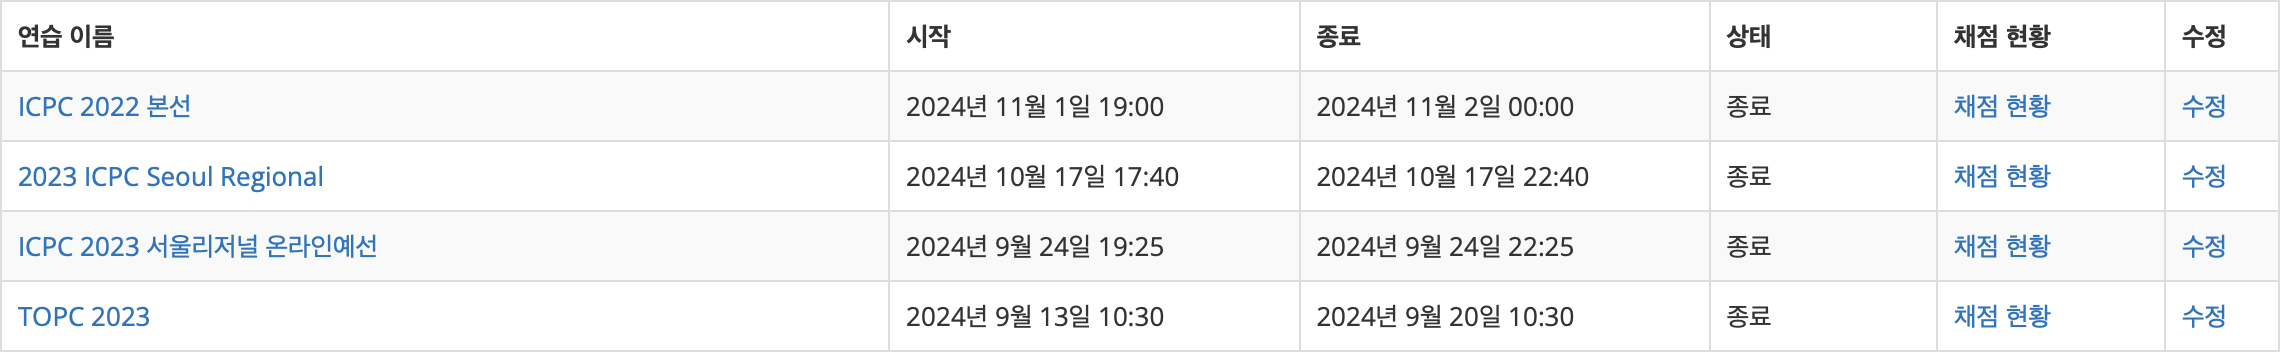 연습 이름 시작 종료 상태 채점 현황 수정
ICPC 2022 본선 2024년 11월 1일 19:00 2024년 11월 2일 00:00 종료 채점 현황 수정
2023 ICPC Seoul Regional 2024년 10월 17일 17:40 2024년 10월 17일 22:40 종료 채점 현황 수정
ICPC 2023 서울리저널 온라인예선 2024년 9월 24일 19:25 2024년 9월 24일 22:25 종료 채점 현황 수정
TOPC 2023 2024년 9월 13일 10:30 2024년 9월 20일 10:30 종료 채점 현황 수정